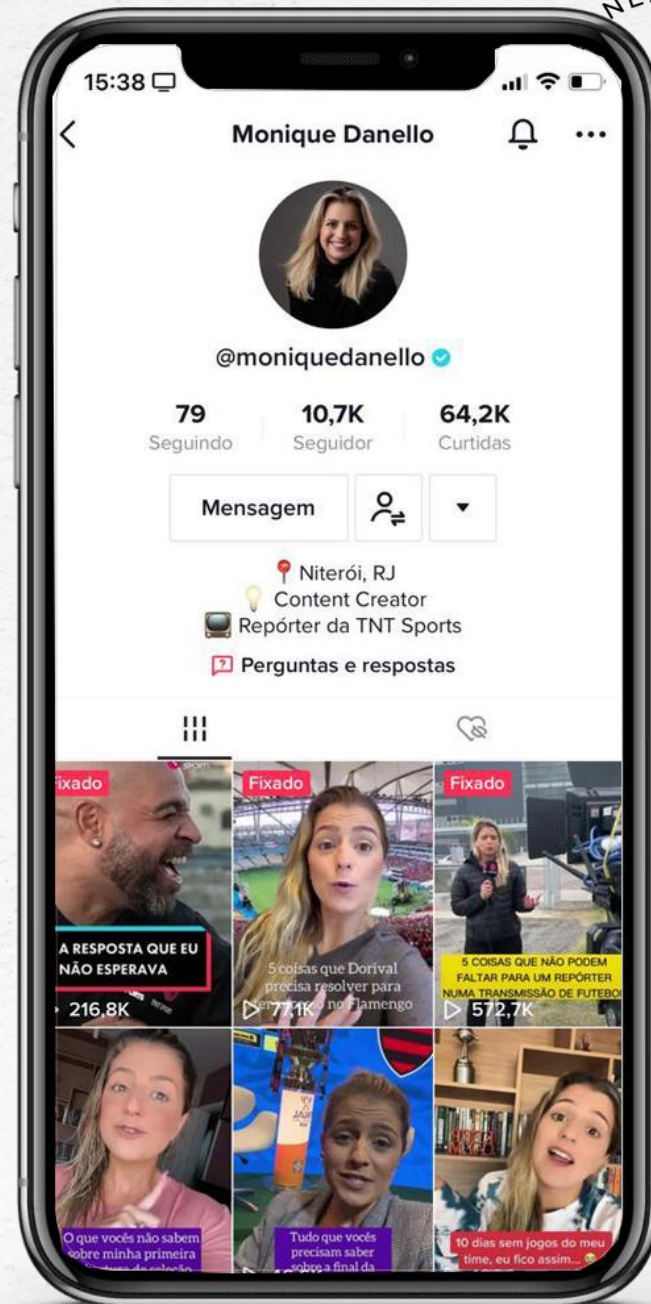 15:38
Monique Danello
@moniquedanello
79
10,7K
64,2K
Seguindo
Seguidor
Curtidas
Mensagem
Niterói, RJ
Content Creator
Repórter da TNT Sports
Perguntas e respostas
Fixado
A RESPOSTA QUE EU
NÃO ESPERAVA
216,8K
Fixado
5 coisas que Dorival
precisa resolver para
no Flamengo
77,1K
Fixado
5 COISAS QUE NÃO PODEM
FALTAR PARA UM REPÓRTER
NUMA TRANSMISSÃO DE FUTEBO
572,7K
O que vocês não sabem
sobre minha primeira
Tudo que vocês
precisam saber
sobre a final da
10 dias sem jogos do meu
time, eu fico assim...